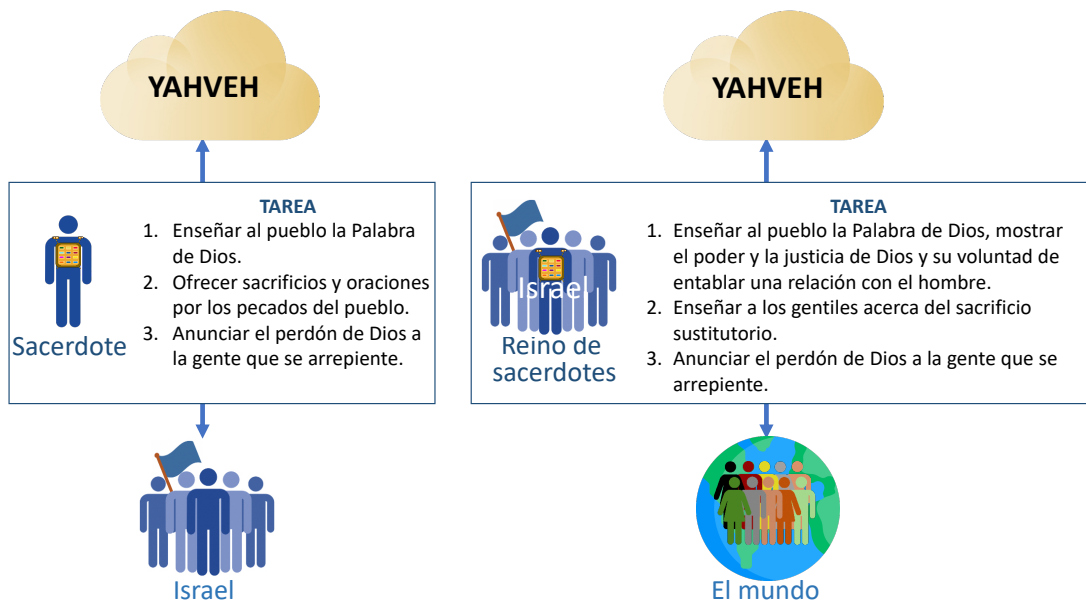 YAHVEH
TAREA
1. Enseñar al pueblo la Palabra
de Dios.
2. Ofrecer sacrificios y oraciones
por los pecados del pueblo.
3. Anunciar el perdón de Dios a
la gente que se arrepiente.
Sacerdote
Israel
YAHVEH
TAREA
1. Enseñar al pueblo la Palabra de Dios, mostrar
el poder y la justicia de Dios y su voluntad de
entablar una relación con el hombre.
2. Enseñar a los gentiles acerca del sacrificio
sustitutorio.
3. Anunciar el perdón de Dios a la gente que se
arrepiente.
Israel
Reino de
sacerdotes
El mundo